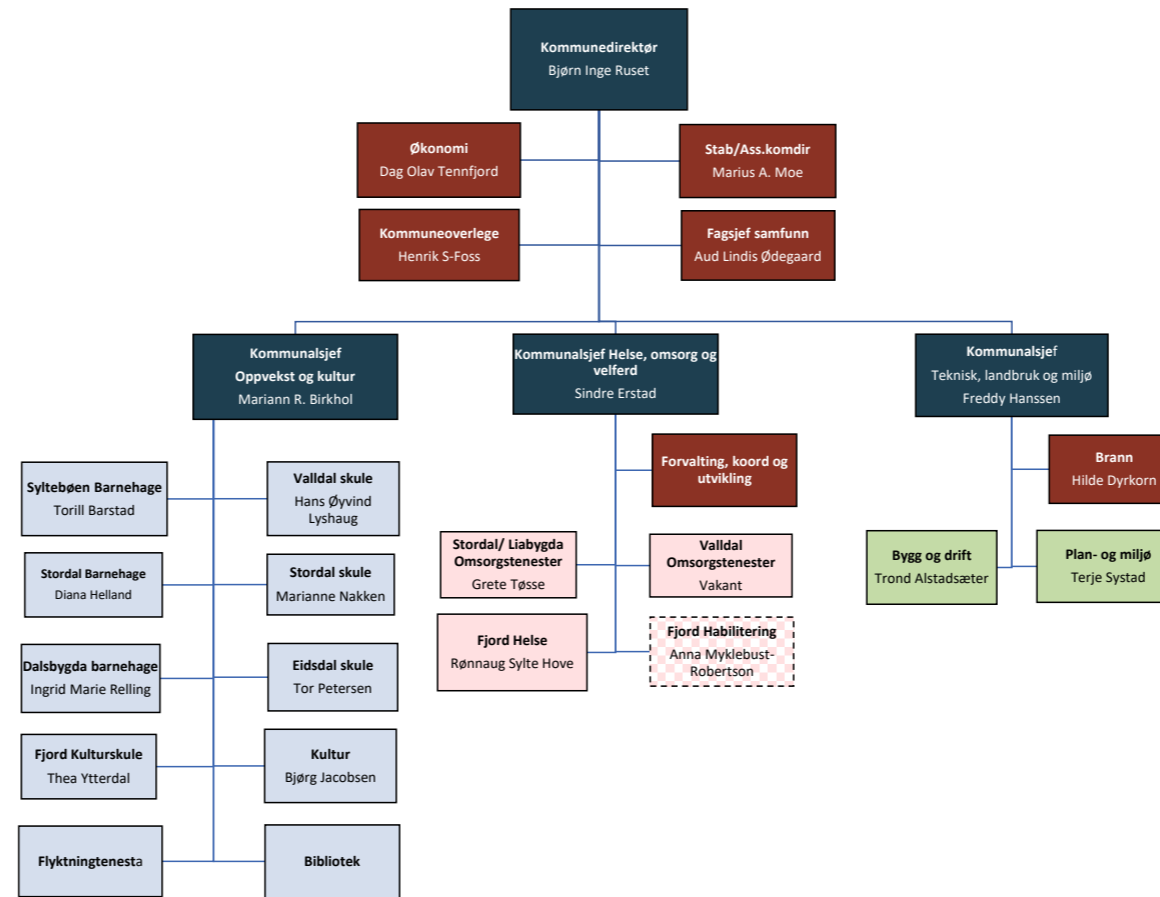 Kommunedirektør
Bjørn Inge Ruset
Økonomi
Dag Olav Tennfjord
Stab/Ass.komdir
Marius A. Moe
Kommuneoverlege
Henrik S-Foss
Fagsjef samfunn
Aud Lindis Ødegaard
Kommunalsjef
Oppvekst og kultur
Mariann R. Birkhol
Kommunalsjef Helse, omsorg og
velferd
Sindre Erstad
Kommunalsjef
Teknisk, landbruk og miljø
Freddy Hanssen
Syltebøen Barnehage
Torill Barstad
Valldal skule
Hans Øyvind
Lyshaug
Stordal Barnehage
Diana Helland
Stordal skule
Marianne Nakken
Dalsbygda barnehage
Ingrid Marie Relling
Eidsdal skule
Tor Petersen
Fjord Kulturskule
Thea Ytterdal
Kultur
Bjørg Jacobsen
Flyktningtenesta
Bibliotek
Forvalting, koord og
utvikling
Stordal/ Liabygda
Omsorgstenester
Grete Tøsse
Valldal
Omsorgstenester
Vakant
Fjord Helse
Rønnaug Sylte Hove
Fjord Habilitering
Anna Myklebust-
Robertson
Brann
Hilde Dyrkorn
Bygg og drift
Trond Alstadsæter
Plan- og miljø
Terje Systad